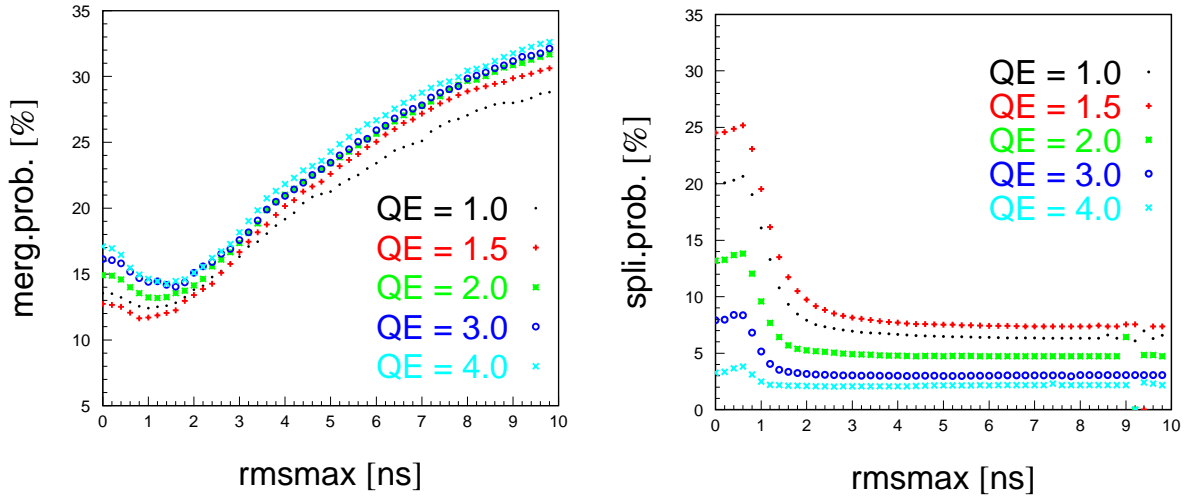 merg.prob. [%]
35
30
25
20
15
10
5
0 1 2 3 4 5 6 7 8 9 10
rmsmax [ns]
QE = 1.0
QE = 1.5
QE = 2.0
QE = 3.0
QE = 4.0
spli.prob. [%]
35
30
25
20
15
10
5
0
0 1 2 3 4 5 6 7 8 9 10
rmsmax [ns]
QE = 1.0
QE = 1.5
QE = 2.0
QE = 3.0
QE = 4.0